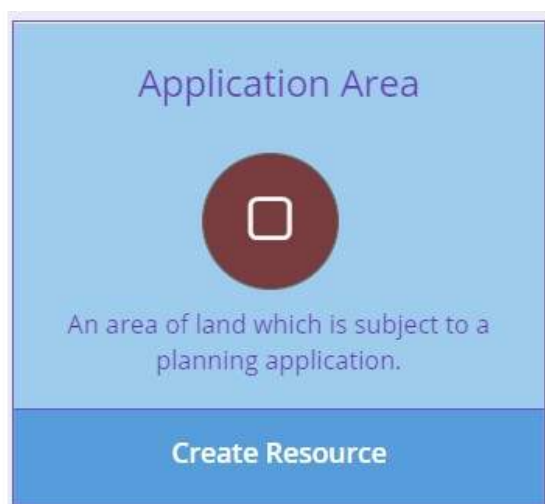 Application Area
An area of land which is subject to a
planning application.
Create Resource